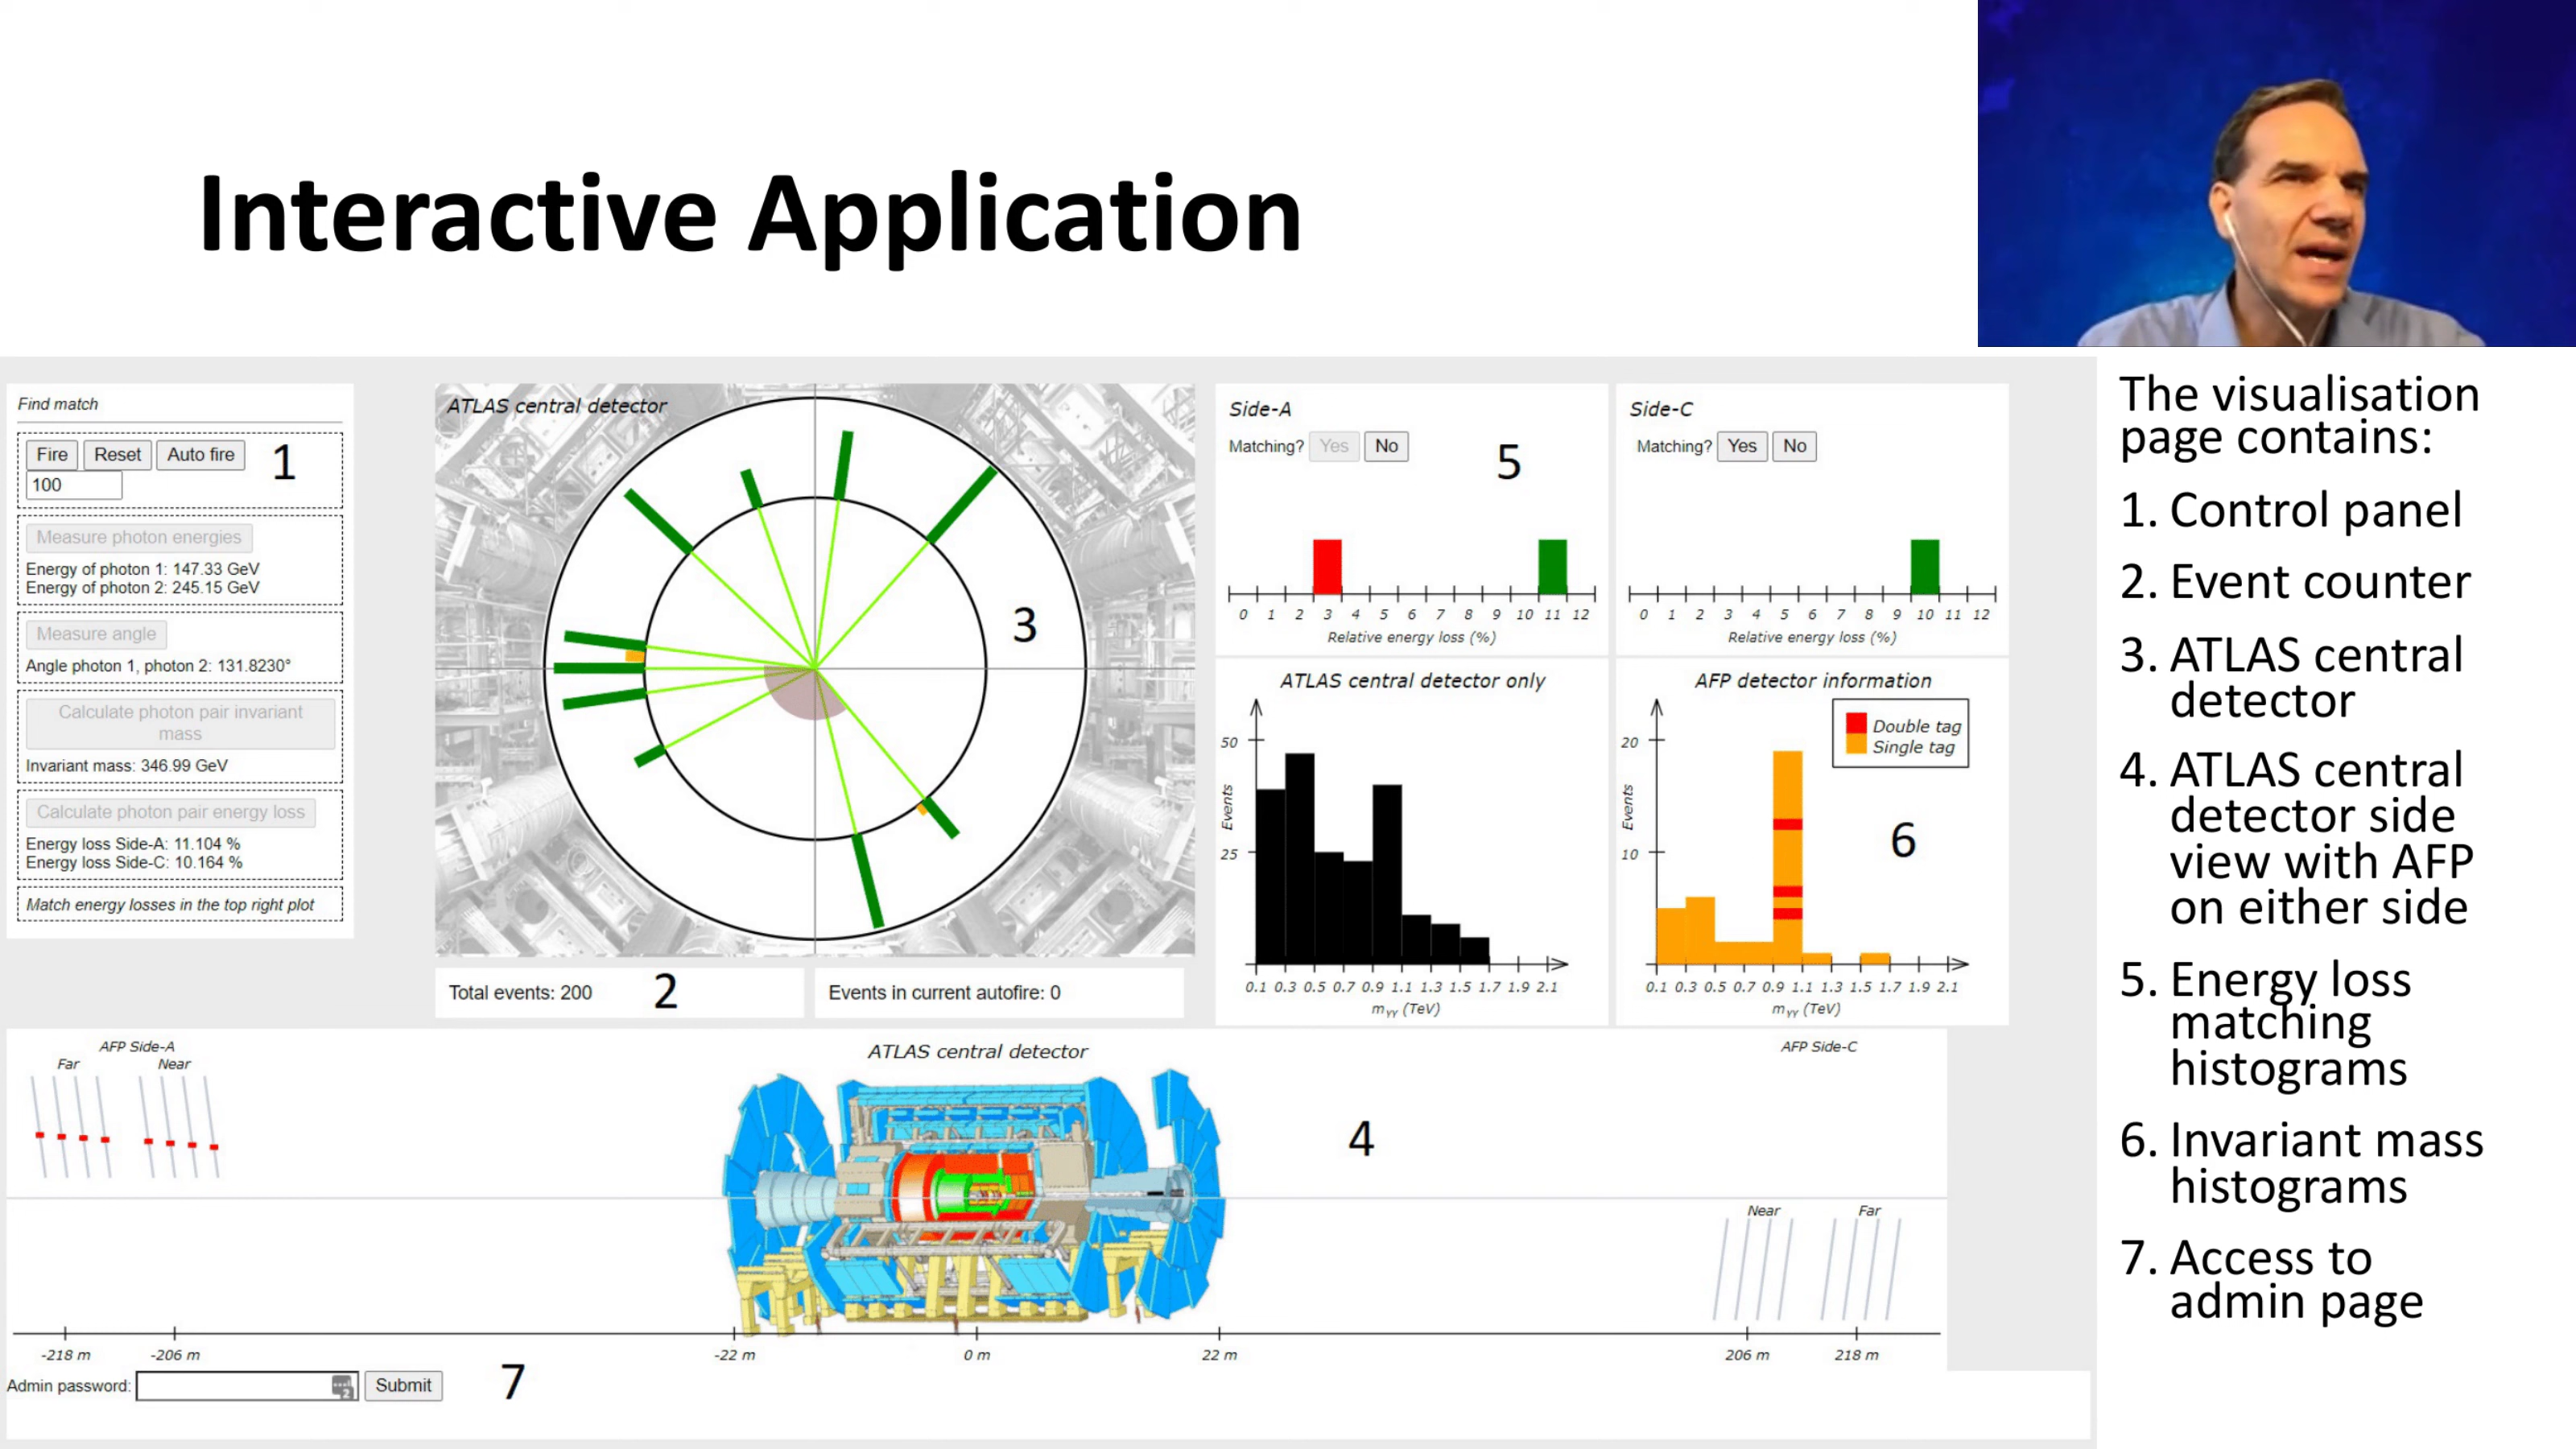 Interactive Application
Find match
Fire Reset Auto fire
100
1
Measure photon energies
Energy of photon 1: 147.33 GeV
Energy of photon 2: 245.15 GeV
Measure angle
Angle photon 1, photon 2: 131.8230°
Calculate photon pair invariant
mass
Invariant mass: 346.99 GeV
Calculate photon pair energy loss
Energy loss Side-A: 11.104 %
Energy loss Side-C: 10.164 %
Match energy losses in the top right plot
ATLAS central detector
3
Total events: 200
2
Events in current autofire: 0
Side-A
Matching? Yes No
5
0 1 2 3 4 5 6 7 8 9 10 11 12
Relative energy loss (%)
Side-C
Matching? Yes No
0 1 2 3 4 5 6 7 8 9 10 11 12
Relative energy loss (%)
ATLAS central detector only
50
25
Events
0.1 0.3 0.5 0.7 0.9 1.1 1.3 1.5 1.7 1.9 2.1
mγγ (TeV)
AFP detector information
Double tag
Single tag
20
10
Events
6
0.1 0.3 0.5 0.7 0.9 1.1 1.3 1.5 1.7 1.9 2.1
mγγ (TeV)
AFP Side-A
Far Near
ATLAS central detector
AFP Side-C
4
Near Far
-218 m -206 m -22 m 0 m 22 m 206 m 218 m
Admin password: Submit
2
7
The visualisation
page contains:
1. Control panel
2. Event counter
3. ATLAS central
detector
4. ATLAS central
detector side
view with AFP
on either side
5. Energy loss
matching
histograms
6. Invariant mass
histograms
7. Access to
admin page